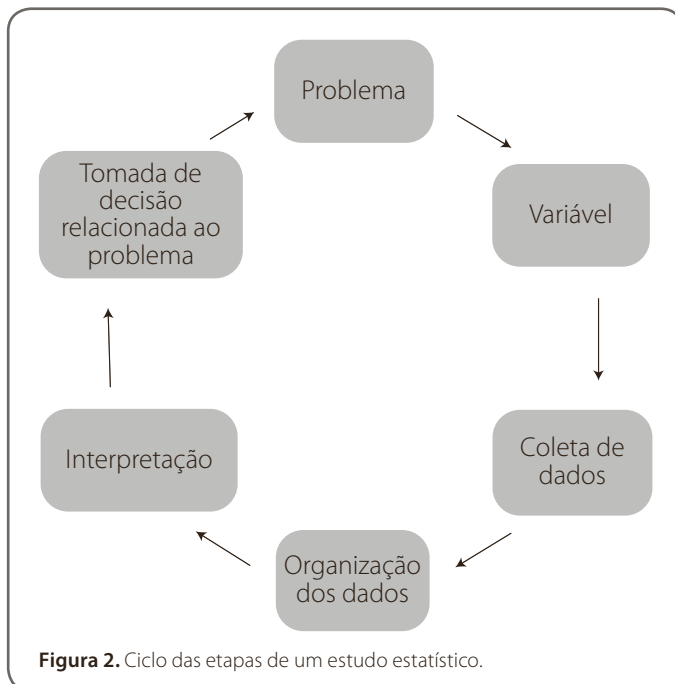 Problema
Variável
Coleta de
dados
Organização
dos dados
Interpretação
Tomada de
decisão
relacionada ao
problema
Figura 2. Ciclo das etapas de um estudo estatístico.